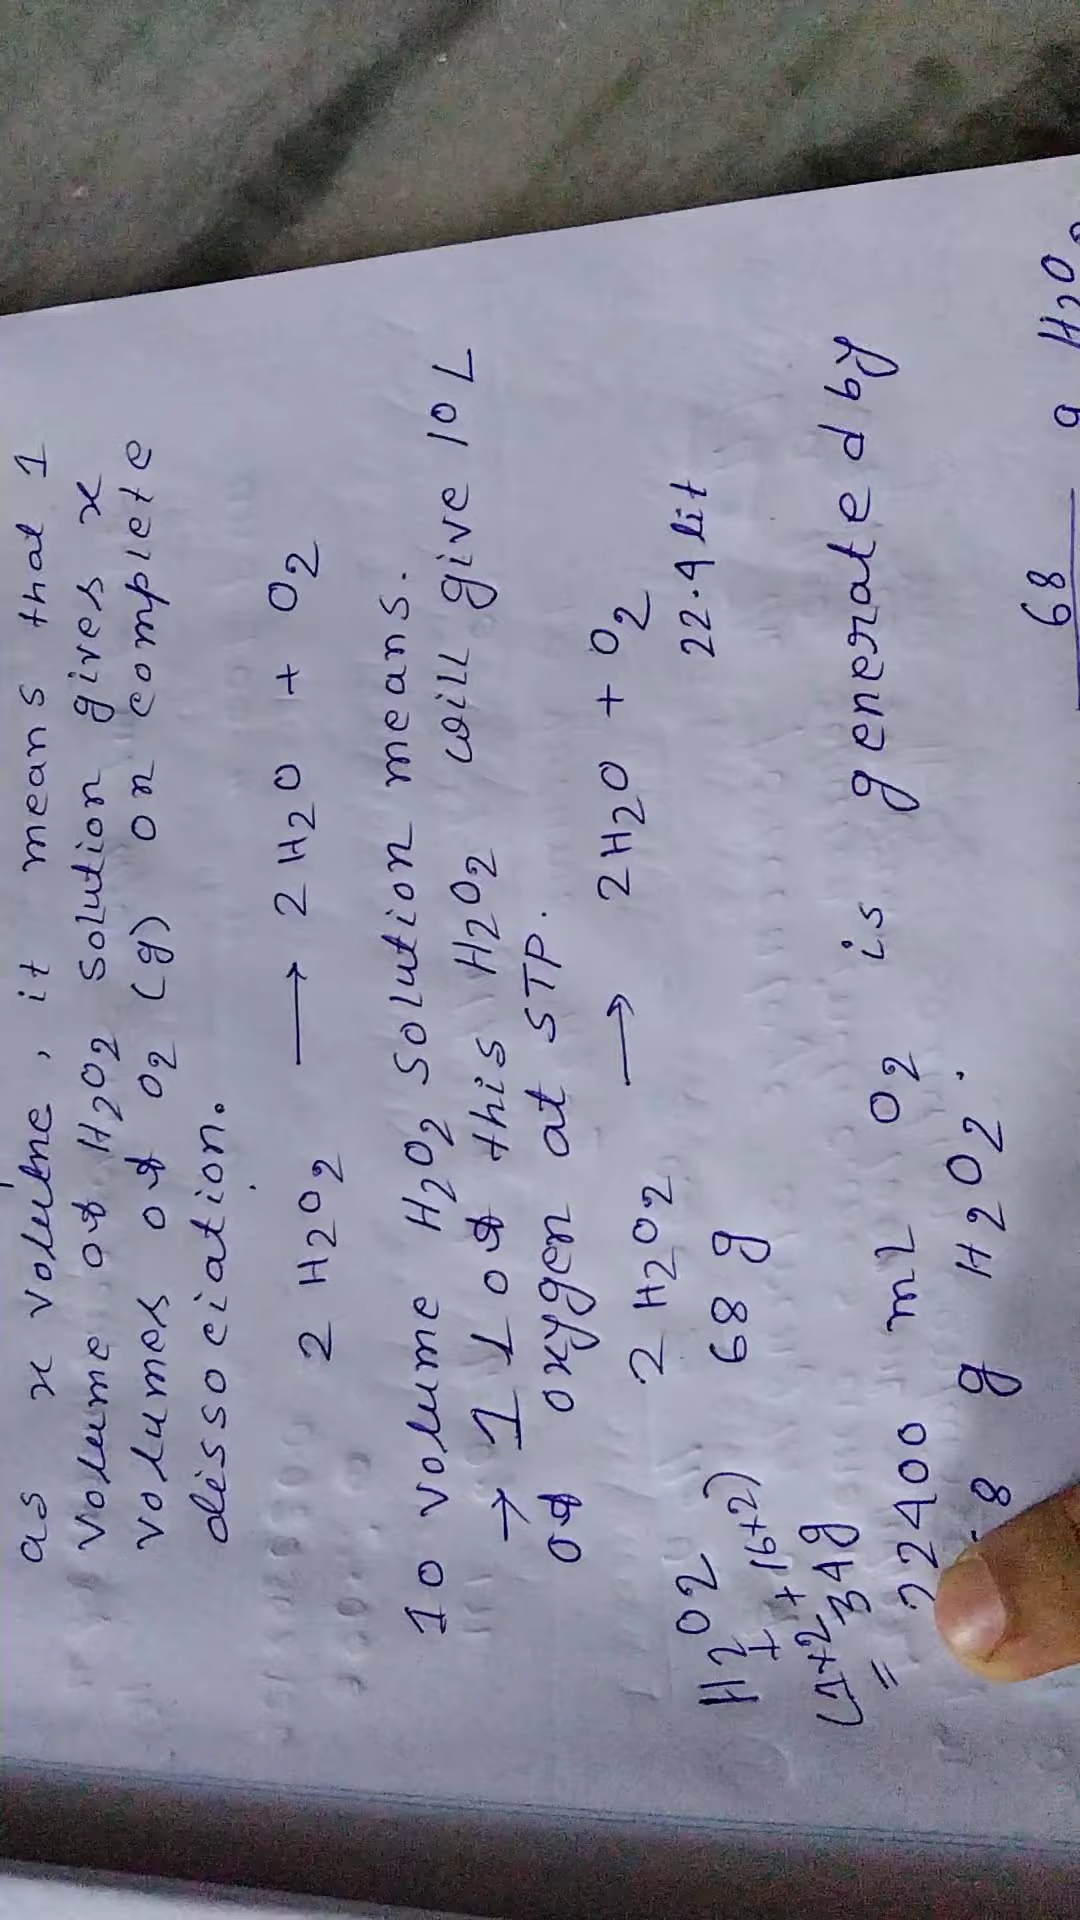 as x volume, it means that 1
volume of H2O2 solution gives x
volumes of O2 (g) on complete
dissociation.
2 H2O2 → 2 H2O + O2
10 volume H2O2 solution means.
→ 1 L of this H2O2 will give 10 L
of oxygen at STP.
2 H2O2 → 2H2O + O2
68 g 22.4 lit
H2O2
(1×2 + 16×2)
= 34g
22400 mL O2 is generated by
8 g H2O2.
68 g H2O